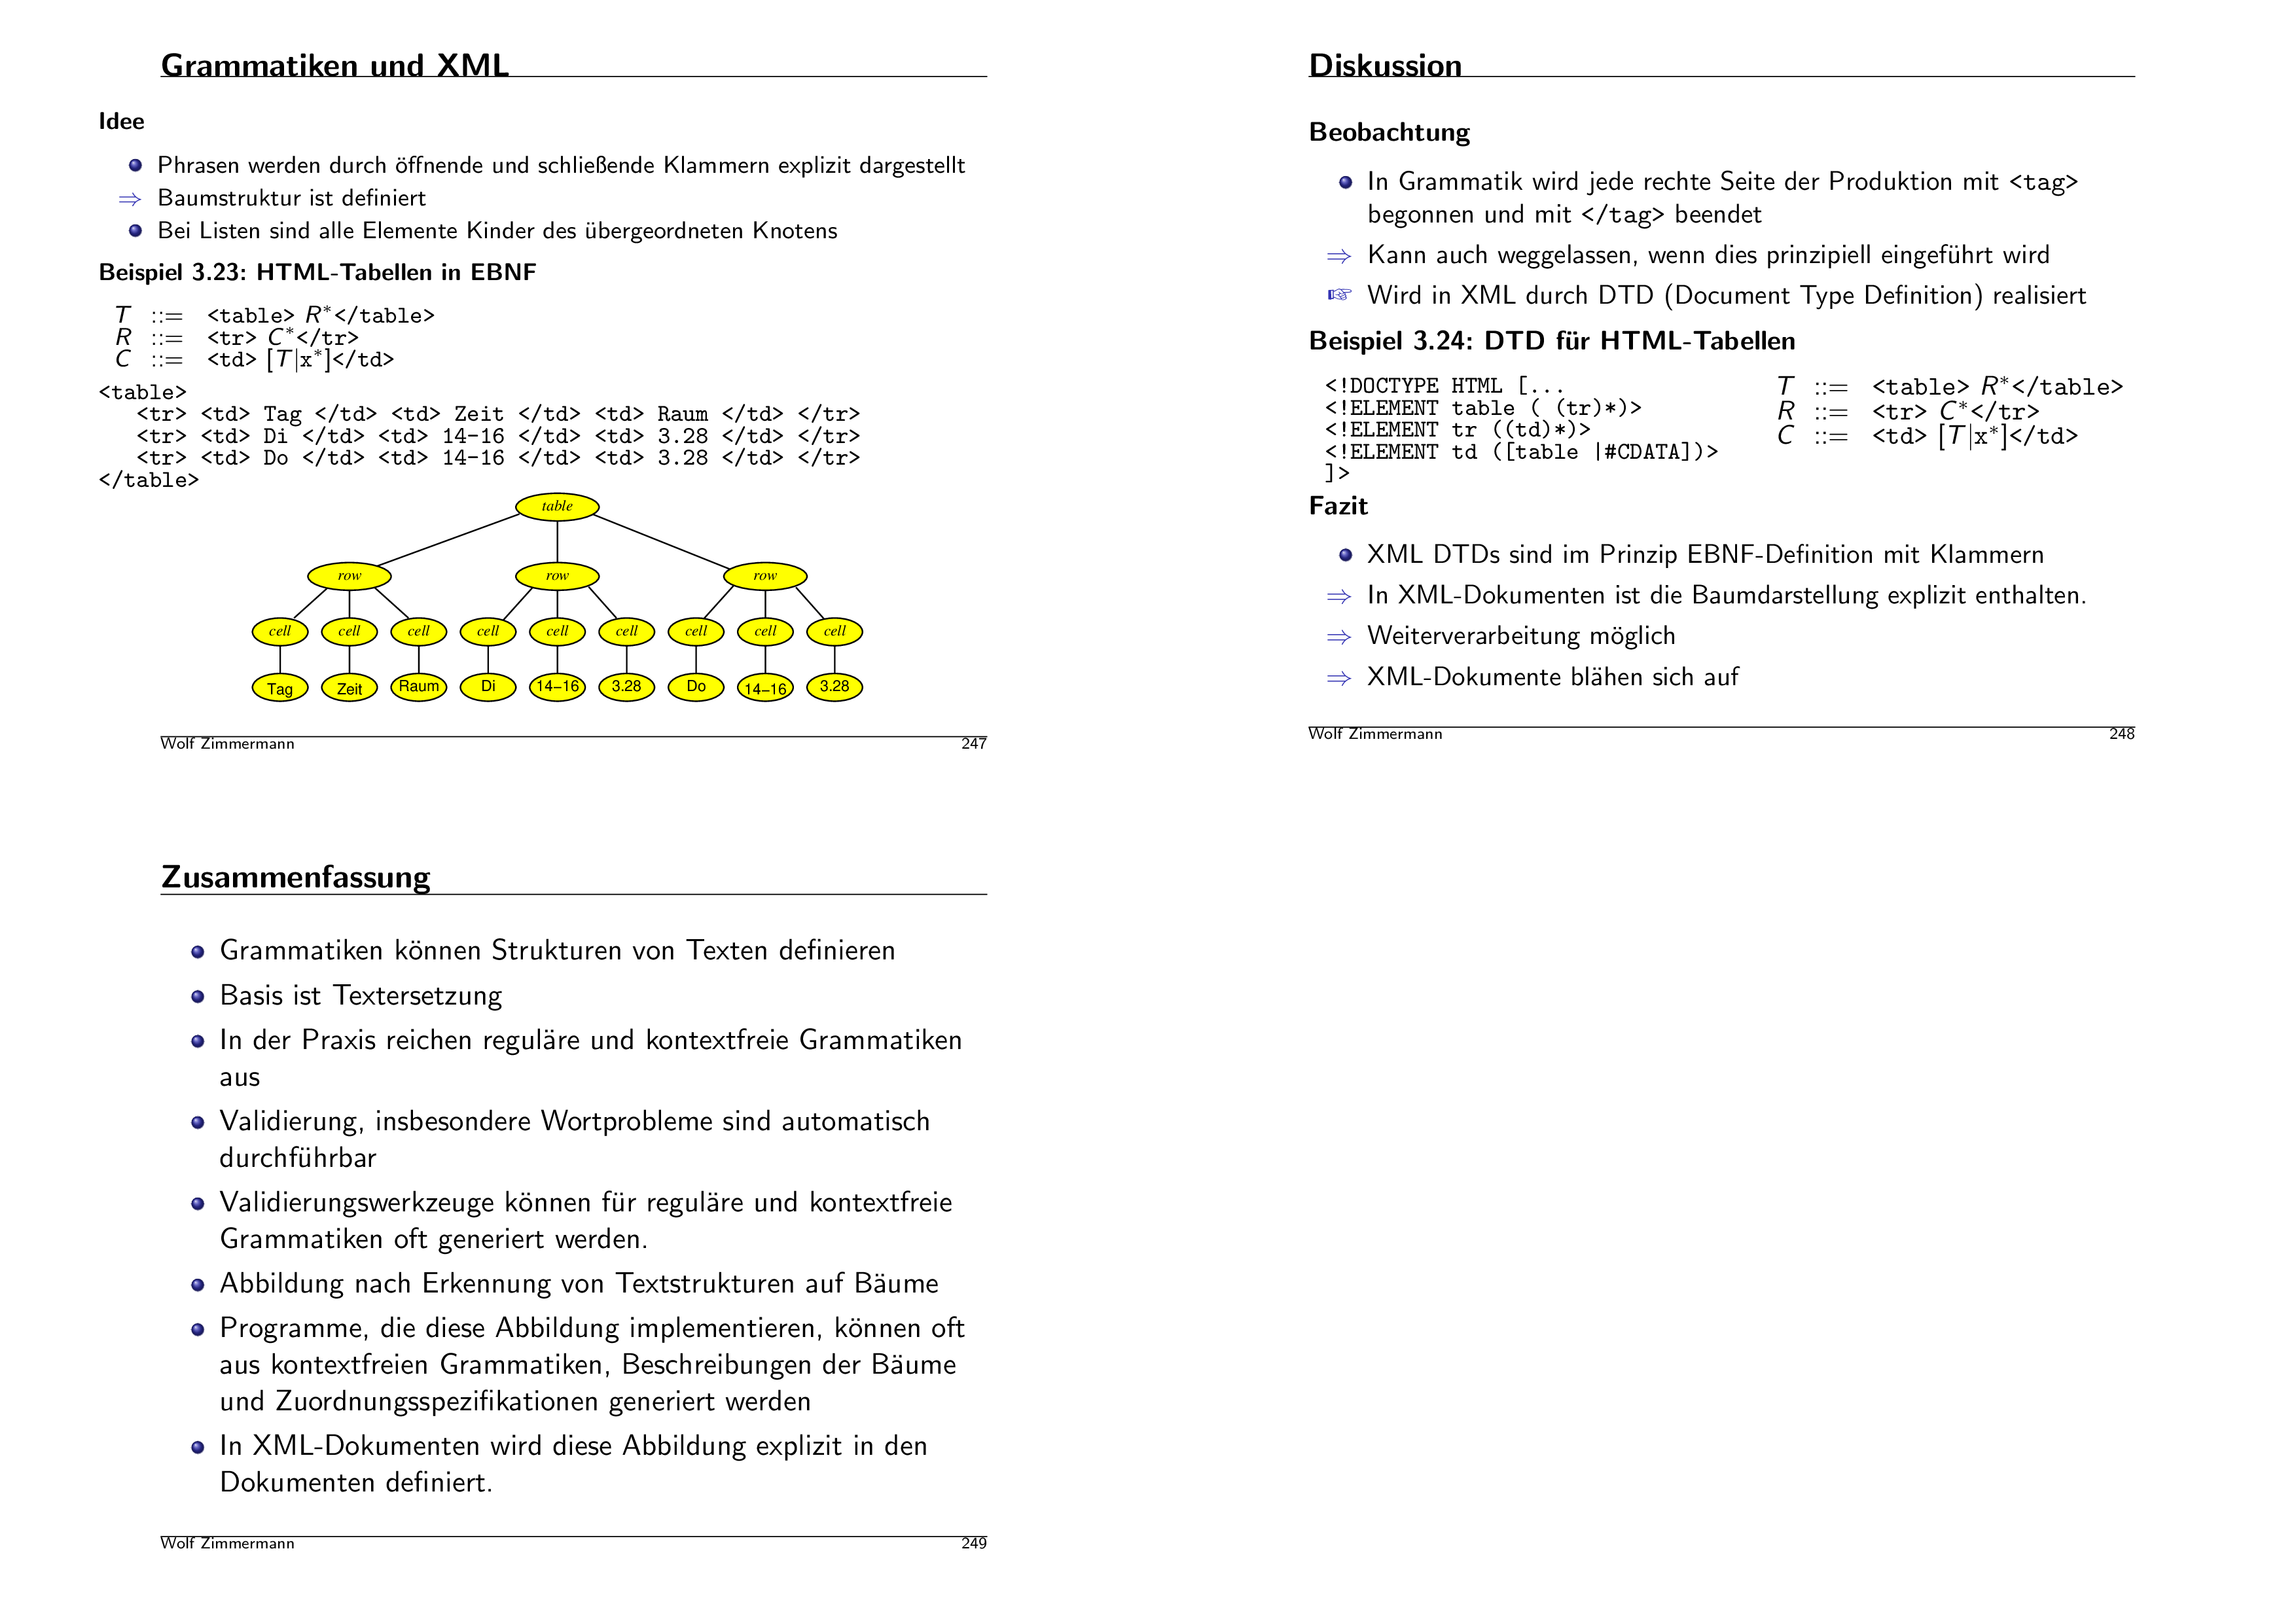 Grammatiken und XML
Idee
Phrasen werden durch öffnende und schließende Klammern explizit dargestellt
⇒ Baumstruktur ist definiert
Bei Listen sind alle Elemente Kinder des übergeordneten Knotens
Beispiel 3.23: HTML-Tabellen in EBNF
T ::= <table> R*</table>
R ::= <tr> C*</tr>
C ::= <td> [T|x*]</td>
<table>
<tr> <td> Tag </td> <td> Zeit </td> <td> Raum </td> </tr>
<tr> <td> Di </td> <td> 14-16 </td> <td> 3.28 </td> </tr>
<tr> <td> Do </td> <td> 14-16 </td> <td> 3.28 </td> </tr>
</table>
table
row row row
cell cell cell cell cell cell cell cell cell
Tag Zeit Raum Di 14–16 3.28 Do 14–16 3.28
Wolf Zimmermann 247
Diskussion
Beobachtung
In Grammatik wird jede rechte Seite der Produktion mit <tag>
begonnen und mit </tag> beendet
⇒ Kann auch weggelassen, wenn dies prinzipiell eingeführt wird
☞ Wird in XML durch DTD (Document Type Definition) realisiert
Beispiel 3.24: DTD für HTML-Tabellen
<!DOCTYPE HTML [...
<!ELEMENT table ( (tr)*)>
<!ELEMENT tr ((td)*)>
<!ELEMENT td ([table |#CDATA])>
]>
T ::= <table> R*</table>
R ::= <tr> C*</tr>
C ::= <td> [T|x*]</td>
Fazit
XML DTDs sind im Prinzip EBNF-Definition mit Klammern
⇒ In XML-Dokumenten ist die Baumdarstellung explizit enthalten.
⇒ Weiterverarbeitung möglich
⇒ XML-Dokumente blähen sich auf
Wolf Zimmermann 248
Zusammenfassung
Grammatiken können Strukturen von Texten definieren
Basis ist Textersetzung
In der Praxis reichen reguläre und kontextfreie Grammatiken
aus
Validierung, insbesondere Wortprobleme sind automatisch
durchführbar
Validierungswerkzeuge können für reguläre und kontextfreie
Grammatiken oft generiert werden.
Abbildung nach Erkennung von Textstrukturen auf Bäume
Programme, die diese Abbildung implementieren, können oft
aus kontextfreien Grammatiken, Beschreibungen der Bäume
und Zuordnungsspezifikationen generiert werden
In XML-Dokumenten wird diese Abbildung explizit in den
Dokumenten definiert.
Wolf Zimmermann 249